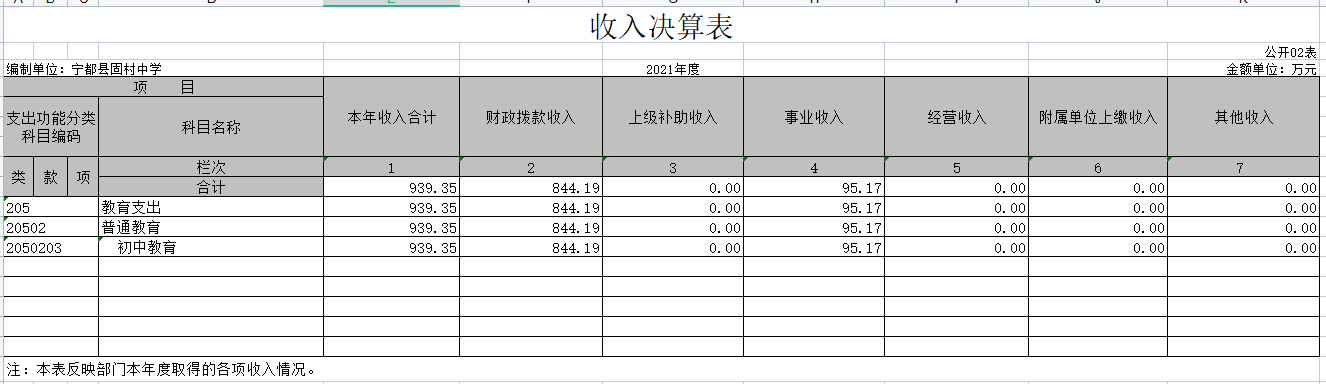 收入决算表
公开02表
编制单位：宁都县固村中学 2021年度 金额单位：万元
项 目
本年收入合计 财政拨款收入 上级补助收入 事业收入 经营收入 附属单位上缴收入 其他收入
支出功能分类
科目编码
科目名称
类 款 项
栏次 1 2 3 4 5 6 7
合计 939.35 844.19 0.00 95.17 0.00 0.00 0.00
205 教育支出 939.35 844.19 0.00 95.17 0.00 0.00 0.00
20502 普通教育 939.35 844.19 0.00 95.17 0.00 0.00 0.00
2050203 初中教育 939.35 844.19 0.00 95.17 0.00 0.00 0.00
注：本表反映部门本年度取得的各项收入情况。